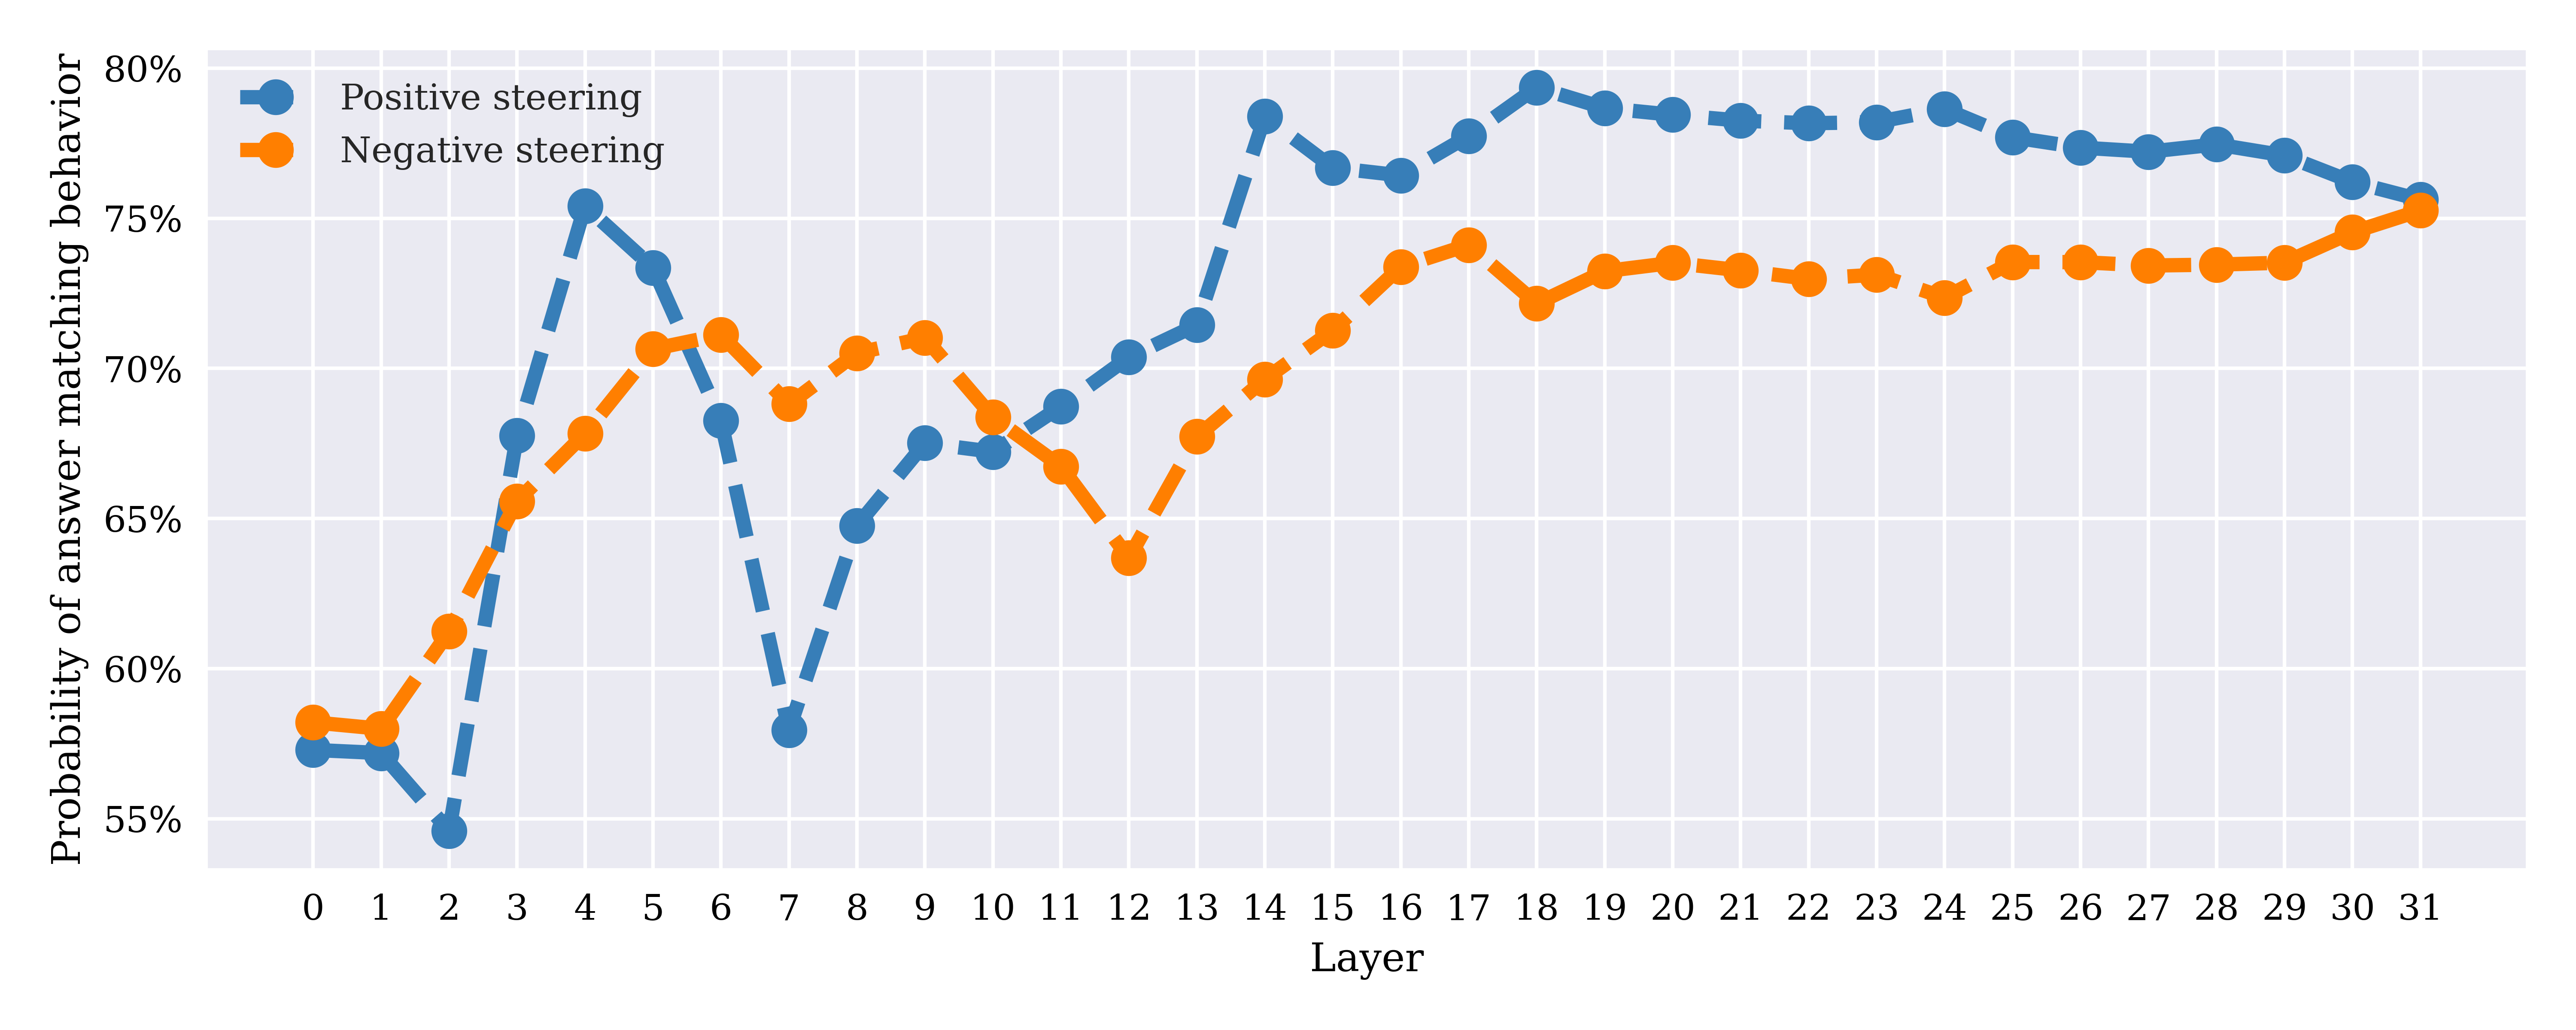 Probability of answer matching behavior
80%
75%
70%
65%
60%
55%
Positive steering
Negative steering
0 1 2 3 4 5 6 7 8 9 10 11 12 13 14 15 16 17 18 19 20 21 22 23 24 25 26 27 28 29 30 31
Layer